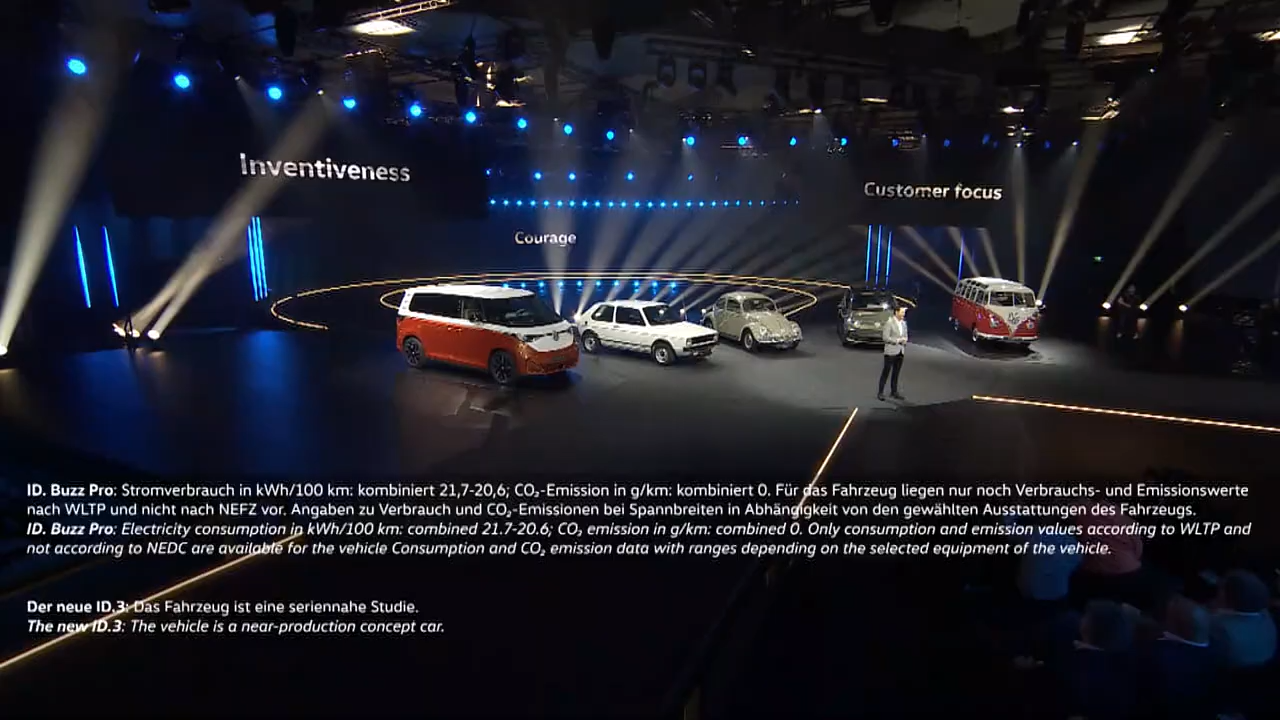 Inventiveness
Customer focus
Courage
ID. Buzz Pro: Stromverbrauch in kWh/100 km: kombiniert 21,7-20,6; CO₂-Emission in g/km: kombiniert 0. Für das Fahrzeug liegen nur noch Verbrauchs- und Emissionswerte
nach WLTP und nicht nach NEFZ vor. Angaben zu Verbrauch und CO₂-Emissionen bei Spannbreiten in Abhängigkeit von den gewählten Ausstattungen des Fahrzeugs.
ID. Buzz Pro: Electricity consumption in kWh/100 km: combined 21.7-20.6; CO₂ emission in g/km: combined 0. Only consumption and emission values according to WLTP and
not according to NEDC are available for the vehicle Consumption and CO₂ emission data with ranges depending on the selected equipment of the vehicle.
Der neue ID.3: Das Fahrzeug ist eine seriennahe Studie.
The new ID.3: The vehicle is a near-production concept car.